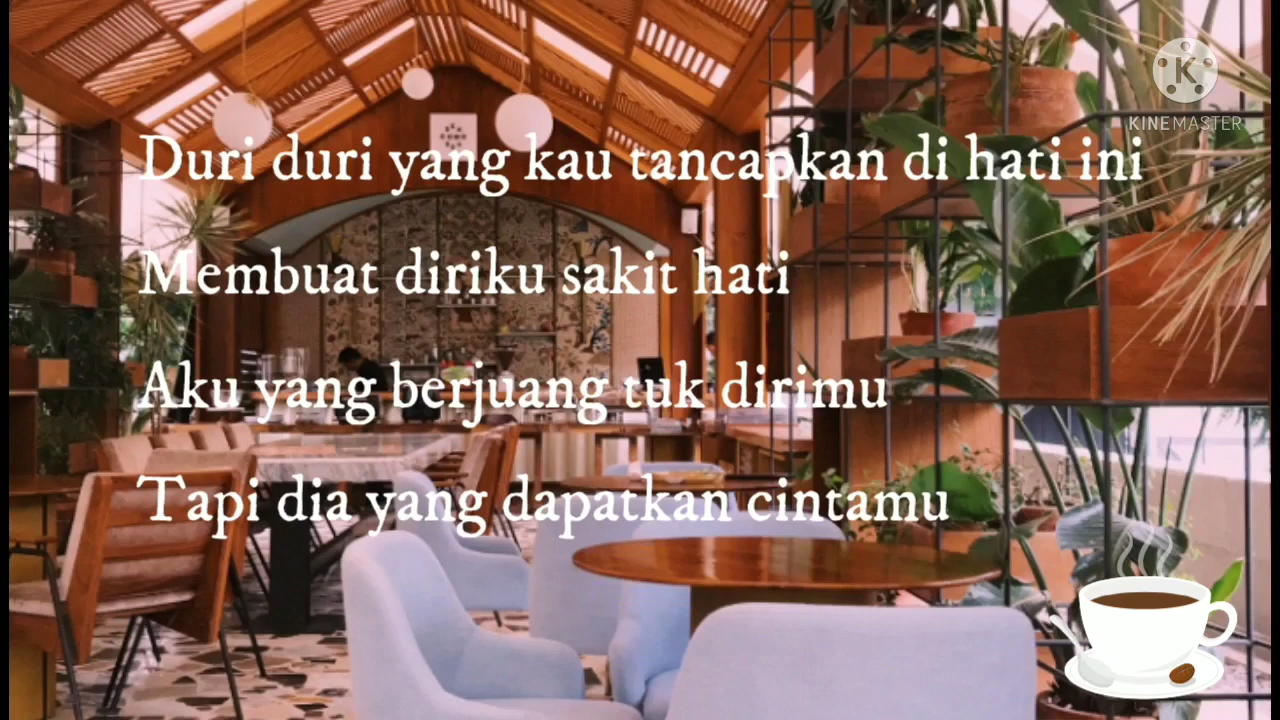 K
KINEMASTER
Duri duri yang kau tancapkan di hati ini
Membuat diriku sakit hati
Aku yang berjuang tuk dirimu
Tapi dia yang dapatkan cintamu